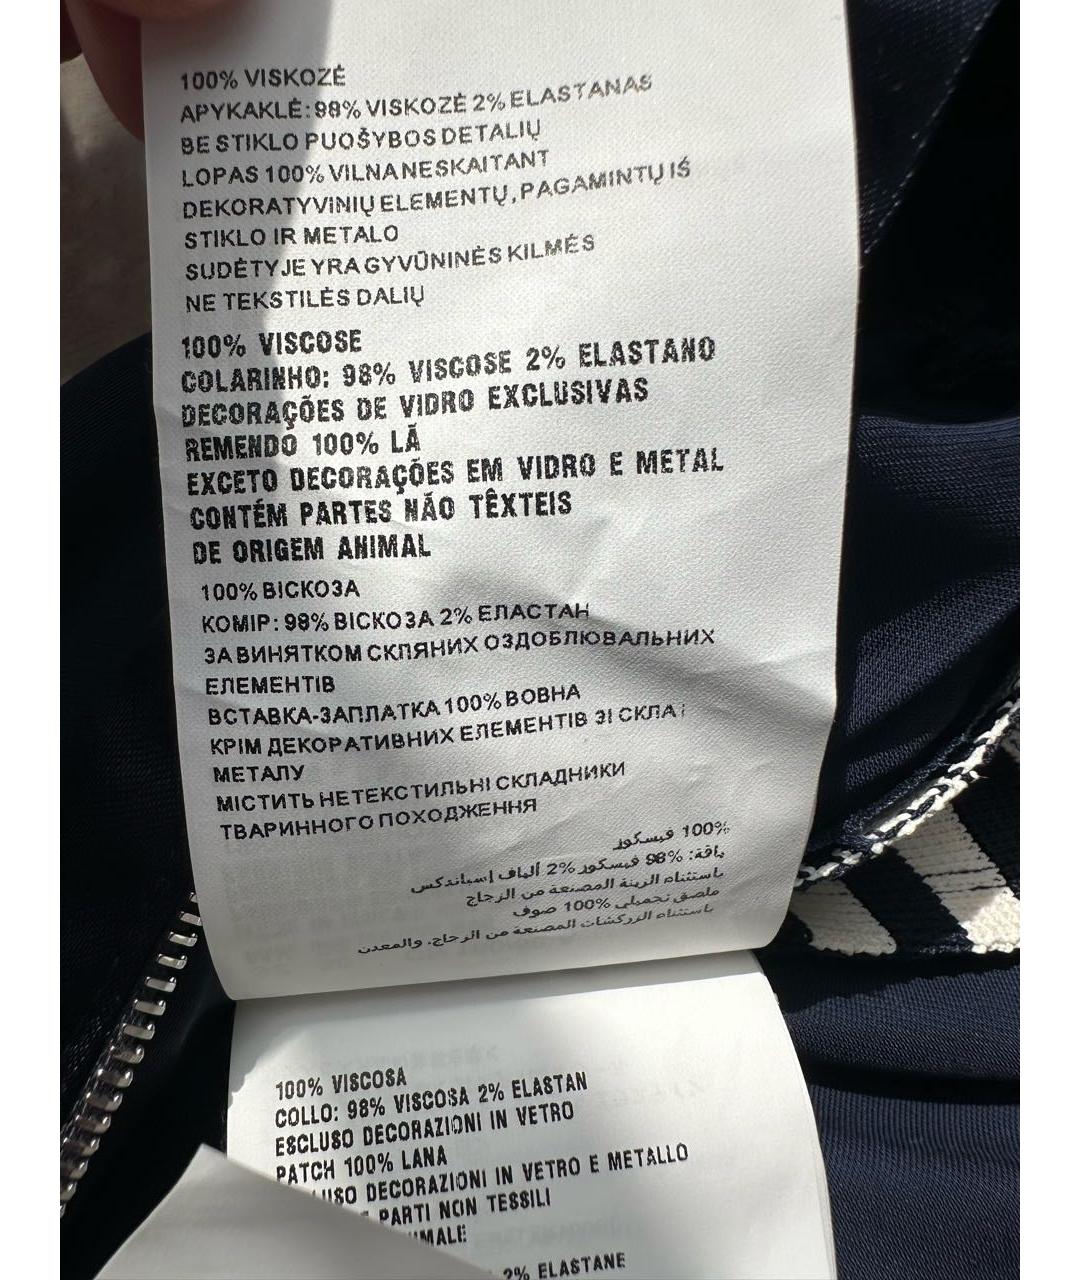 100% VISKOZĖ
APYKAKLĖ: 98% VISKOZĖ 2% ELASTANAS
BE STIKLO PUOŠYBOS DETALIŲ
LOPAS 100% VILNA NESKAITANT
DEKORATYVINIŲ ELEMENTŲ, PAGAMINTŲ IŠ
STIKLO IR METALO
SUDĖTYJE YRA GYVŪNINĖS KILMĖS
NE TEKSTILĖS DALIŲ
100% VISCOSE
COLARINHO: 98% VISCOSE 2% ELASTANO
DECORAÇÕES DE VIDRO EXCLUSIVAS
REMENDO 100% LÃ
EXCETO DECORAÇÕES EM VIDRO E METAL
CONTÉM PARTES NÃO TÊXTEIS
DE ORIGEM ANIMAL
100% ВІСКОЗА
КОМІР: 98% ВІСКОЗА 2% ЕЛАСТАН
ЗА ВИНЯТКОМ СКЛЯНИХ ОЗДОБЛЮВАЛЬНИХ
ЕЛЕМЕНТІВ
ВСТАВКА-ЗАПЛАТКА 100% ВОВНА
КРІМ ДЕКОРАТИВНИХ ЕЛЕМЕНТІВ ЗІ СКЛА І
МЕТАЛУ
МІСТИТЬ НЕТЕКСТИЛЬНІ СКЛАДНИКИ
ТВАРИННОГО ПОХОДЖЕННЯ
100% فيسكوز
ياقة: 98% فيسكوز 2% ألياف إسباندكس
باستثناء الزينة المصنعة من الزجاج
ملصق تجميلي 100% صوف
باستثناء الزركشات المصنعة من الزجاج. والمعدن
100% VISCOSA
COLLO: 98% VISCOSA 2% ELASTAN
ESCLUSO DECORAZIONI IN VETRO
PATCH 100% LANA
DECORAZIONI IN VETRO E METALLO
PARTI NON TESSILI
2% ELASTANE